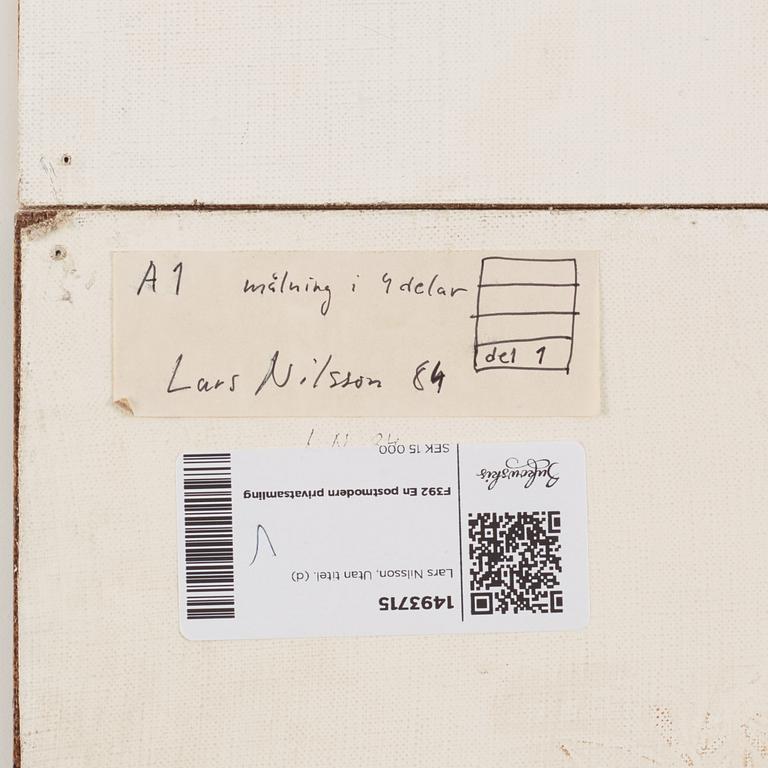 A1 målning i 4 delar
del 1
Lars Nilsson 84
Bukowskis
1493715
Lars Nilsson, Utan titel. (d)
F392 En postmodern privatsamling
SEK 15 000